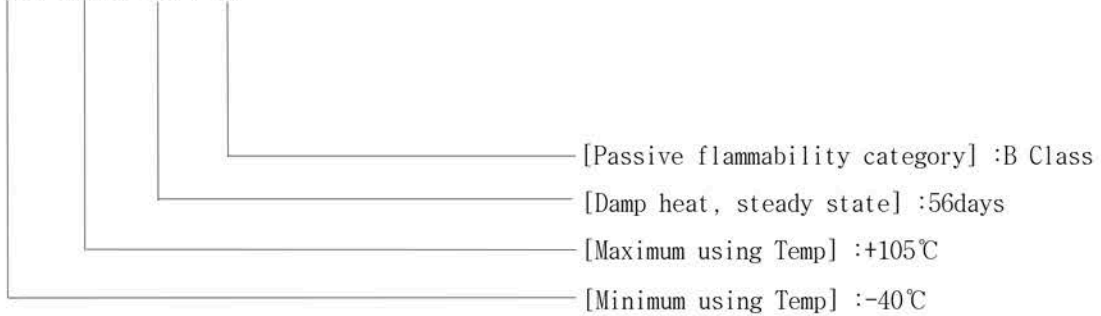 [Passive flammability category] :B Class
[Damp heat, steady state] :56days
[Maximum using Temp] :+105℃
[Minimum using Temp] :-40℃